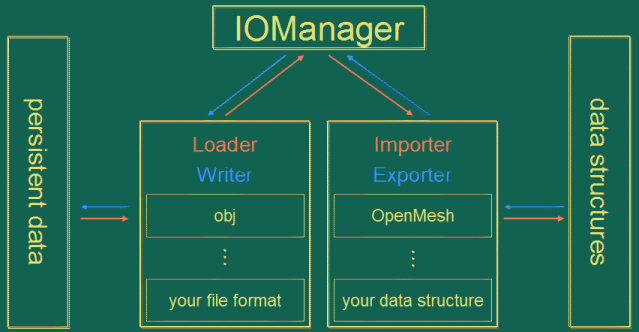 IOManager
persistent data
Loader
Writer
obj
⋮
your file format
Importer
Exporter
OpenMesh
⋮
your data structure
data structures